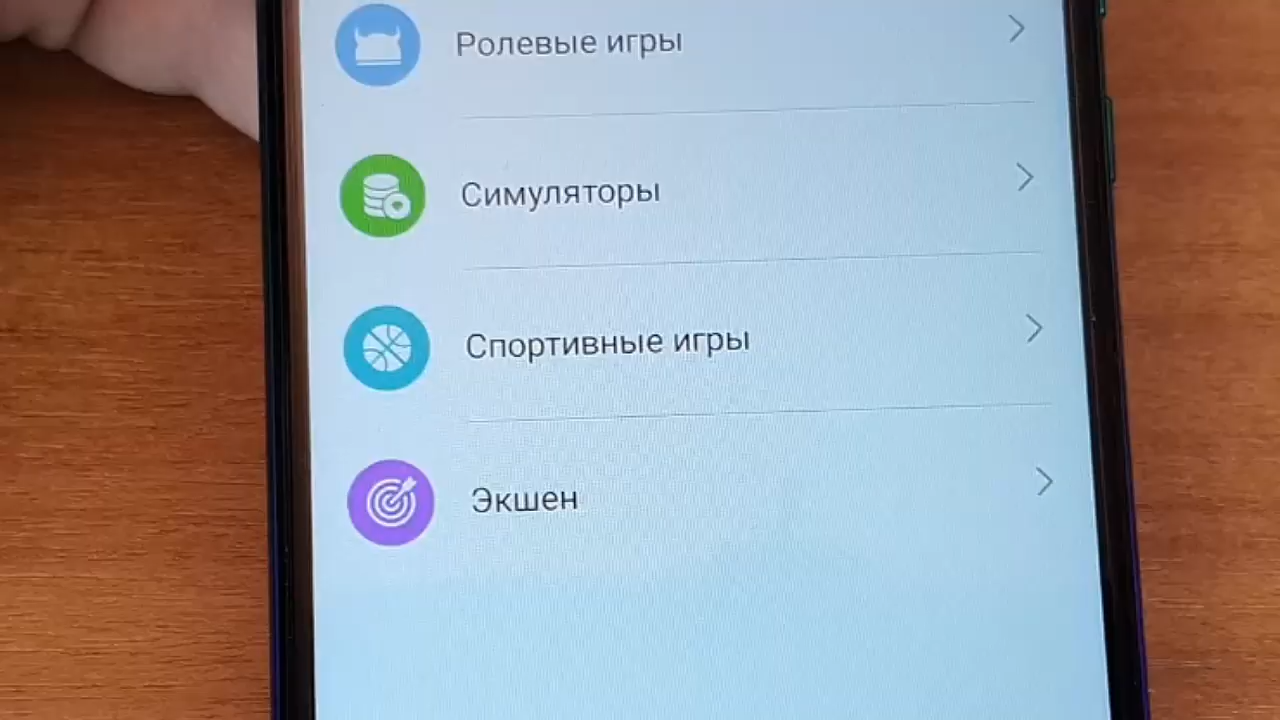 Ролевые игры
Симуляторы
Спортивные игры
Экшен